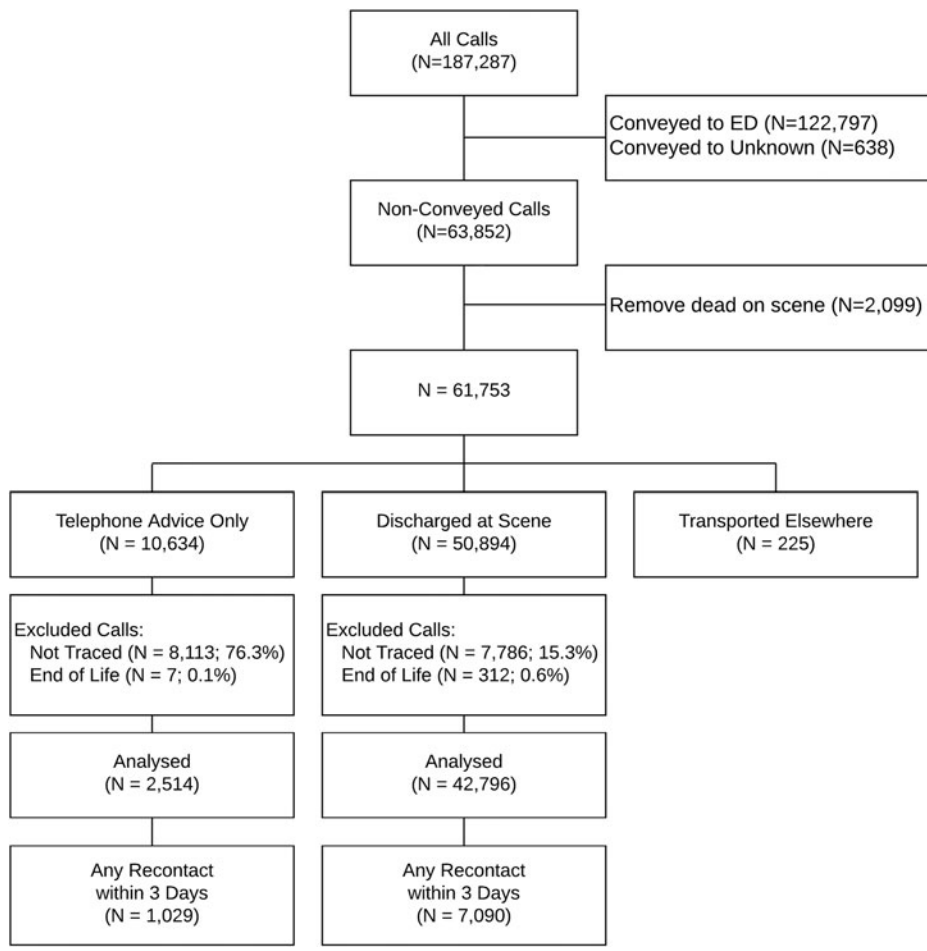 All Calls
(N=187,287)
Conveyed to ED (N=122,797)
Conveyed to Unknown (N=638)
Non-Conveyed Calls
(N=63,852)
Remove dead on scene (N=2,099)
N = 61,753
Telephone Advice Only
(N = 10,634)
Discharged at Scene
(N = 50,894)
Transported Elsewhere
(N = 225)
Excluded Calls:
Not Traced (N = 8,113; 76.3%)
End of Life (N = 7; 0.1%)
Excluded Calls:
Not Traced (N = 7,786; 15.3%)
End of Life (N = 312; 0.6%)
Analysed
(N = 2,514)
Analysed
(N = 42,796)
Any Recontact
within 3 Days
(N = 1,029)
Any Recontact
within 3 Days
(N = 7,090)